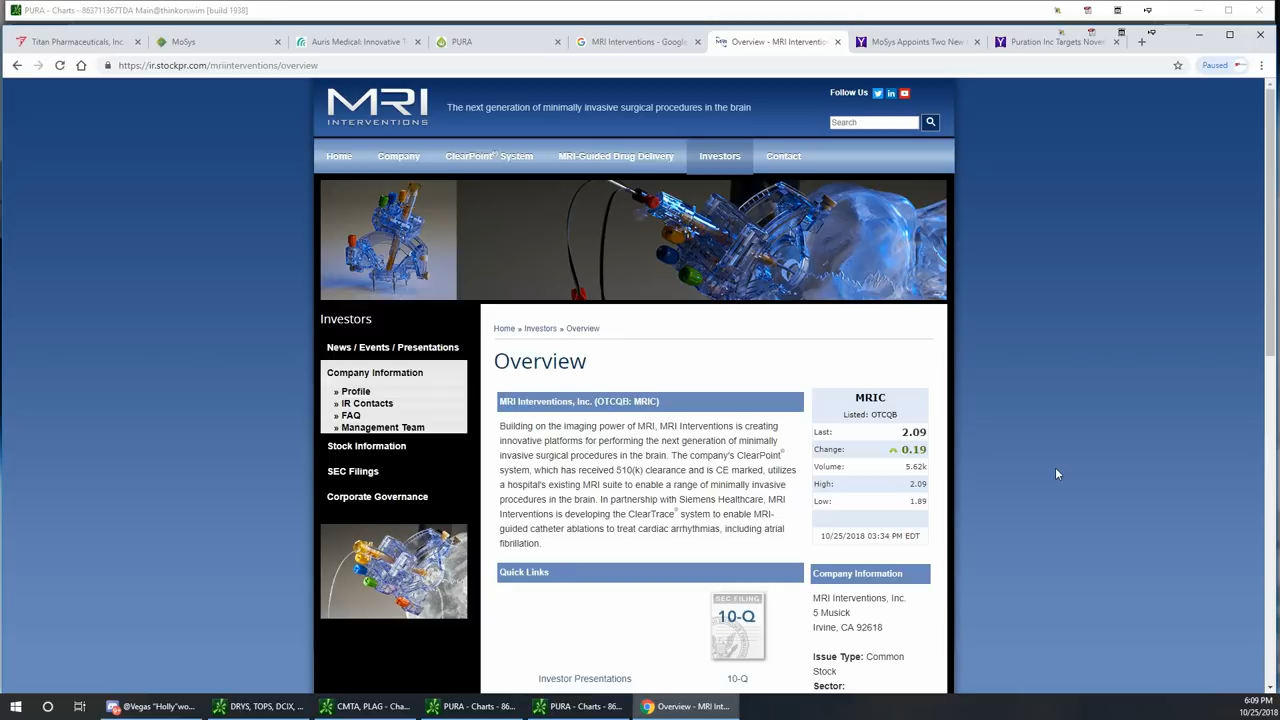 PURA - Charts - 863711367TDA Main@thinkorswim [build 1938]
Titan Pharmaceuticals, Inc.
MoSys
Auris Medical: Innovative T
PURA
MRI Interventions - Google
Overview - MRI Interventio
MoSys Appoints Two New
Puration Inc Targets Nover
https://ir.stockpr.com/mriinterventions/overview
Paused
MRI
INTERVENTIONS
The next generation of minimally invasive surgical procedures in the brain
Follow Us
Search
Home
Company
ClearPoint™ System
MRI-Guided Drug Delivery
Investors
Contact
Investors
News / Events / Presentations
Company Information
» Profile
» IR Contacts
» FAQ
» Management Team
Stock Information
SEC Filings
Corporate Governance
Home » Investors » Overview
Overview
MRI Interventions, Inc. (OTCQB: MRIC)
Building on the imaging power of MRI, MRI Interventions is creating
innovative platforms for performing the next generation of minimally
invasive surgical procedures in the brain. The company's ClearPoint®
system, which has received 510(k) clearance and is CE marked, utilizes
a hospital's existing MRI suite to enable a range of minimally invasive
procedures in the brain. In partnership with Siemens Healthcare, MRI
Interventions is developing the ClearTrace® system to enable MRI-
guided catheter ablations to treat cardiac arrhythmias, including atrial
fibrillation.
Quick Links
SEC FILING
10-Q
Investor Presentations
10-Q
MRIC
Listed: OTCQB
Last: 2.09
Change: 0.19
Volume: 5.62k
High: 2.09
Low: 1.89
10/25/2018 03:34 PM EDT
Company Information
MRI Interventions, Inc.
5 Musick
Irvine, CA 92618
Issue Type: Common
Stock
Sector:
@Vegas "Holly"wo...
DRYS, TOPS, DCIX, ...
CMTA, PLAG - Cha...
PURA - Charts - 86...
PURA - Charts - 86...
Overview - MRI Int...
6:09 PM
10/25/2018